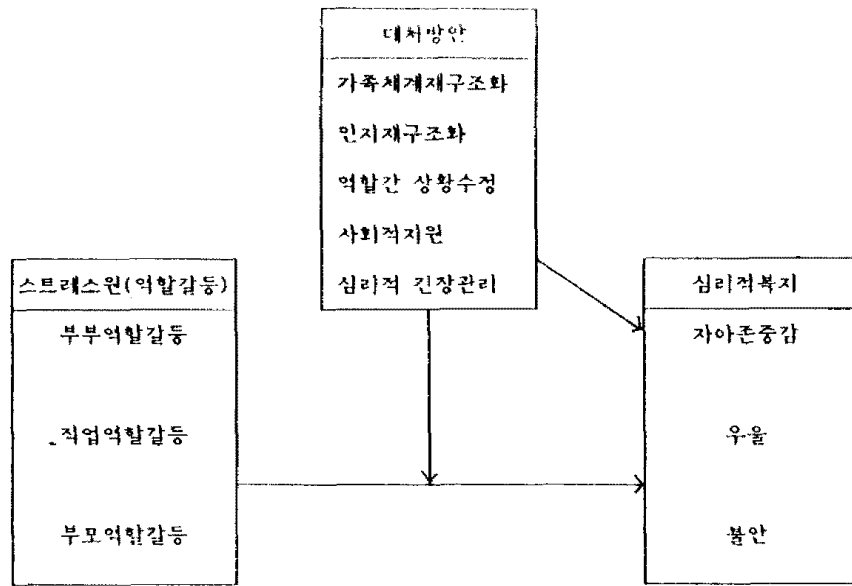 대처방안
가족체계재구조화
인지재구조화
역할간 상황수정
사회적지원
심리적 긴장관리
스트레스원(역할갈등)
부부역할갈등
직업역할갈등
부모역할갈등
심리적복지
자아존중감
우울
불안